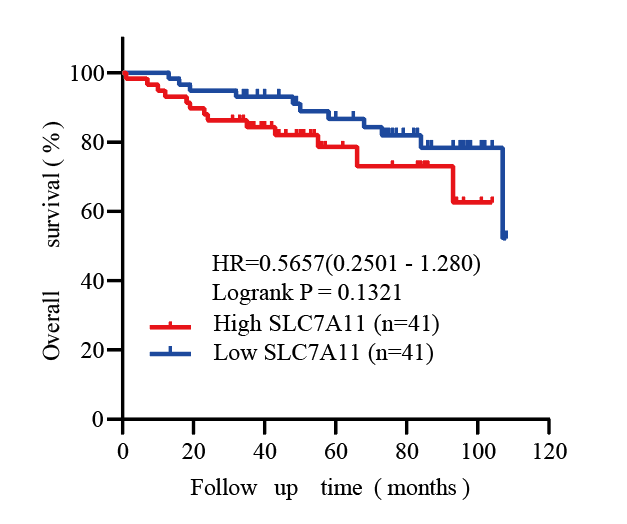 100
80
60
40
20
0
Overall survival ( % )
HR=0.5657(0.2501 - 1.280)
Logrank P = 0.1321
High SLC7A11 (n=41)
Low SLC7A11 (n=41)
0 20 40 60 80 100 120
Follow up time ( months )